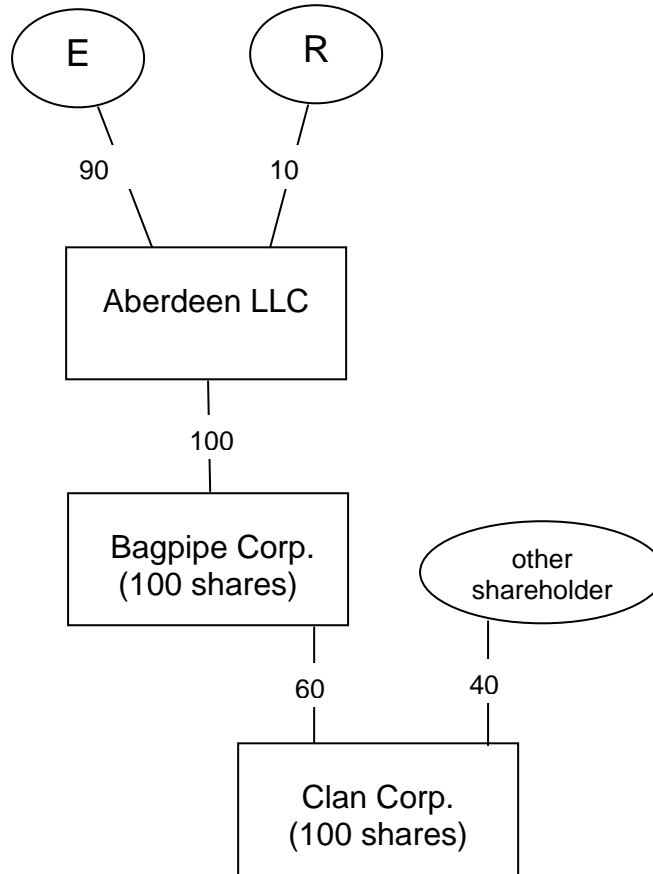 E
R
90
10
Aberdeen LLC
100
Bagpipe Corp.
(100 shares)
other
shareholder
60
40
Clan Corp.
(100 shares)